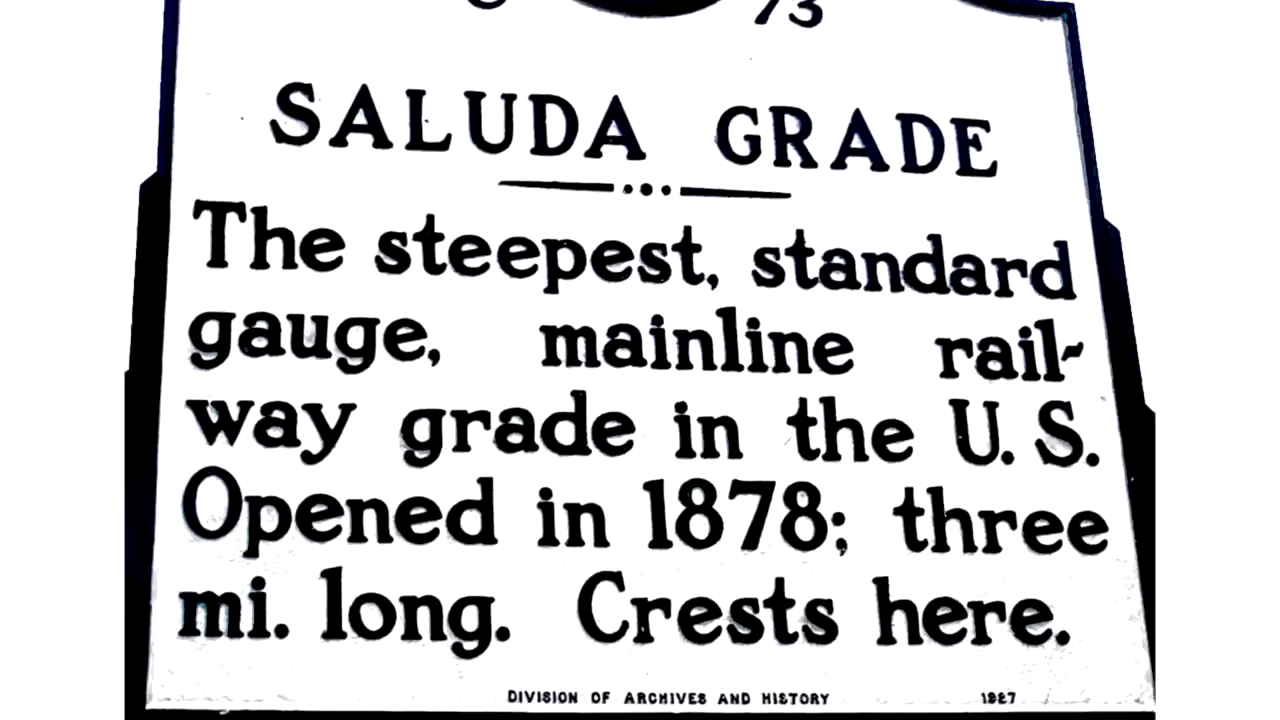 73
SALUDA GRADE
The steepest, standard
gauge, mainline rail-
way grade in the U. S.
Opened in 1878; three
mi. long. Crests here.
DIVISION OF ARCHIVES AND HISTORY 1987